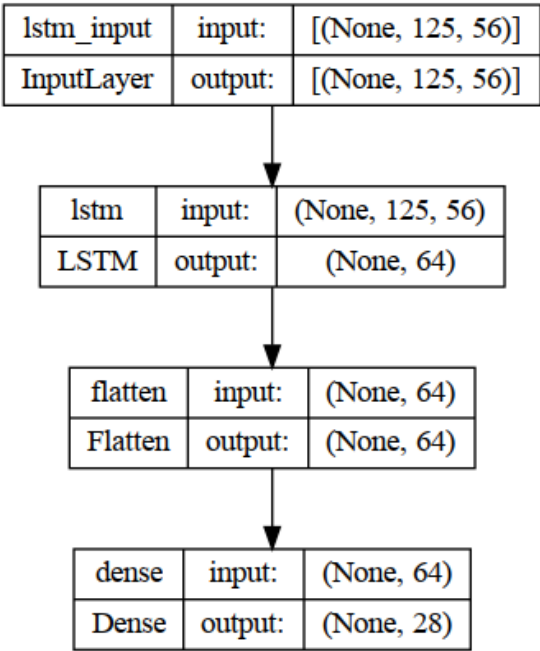 lstm_input input: [(None, 125, 56)]
InputLayer output: [(None, 125, 56)]
lstm input: (None, 125, 56)
LSTM output: (None, 64)
flatten input: (None, 64)
Flatten output: (None, 64)
dense input: (None, 64)
Dense output: (None, 28)